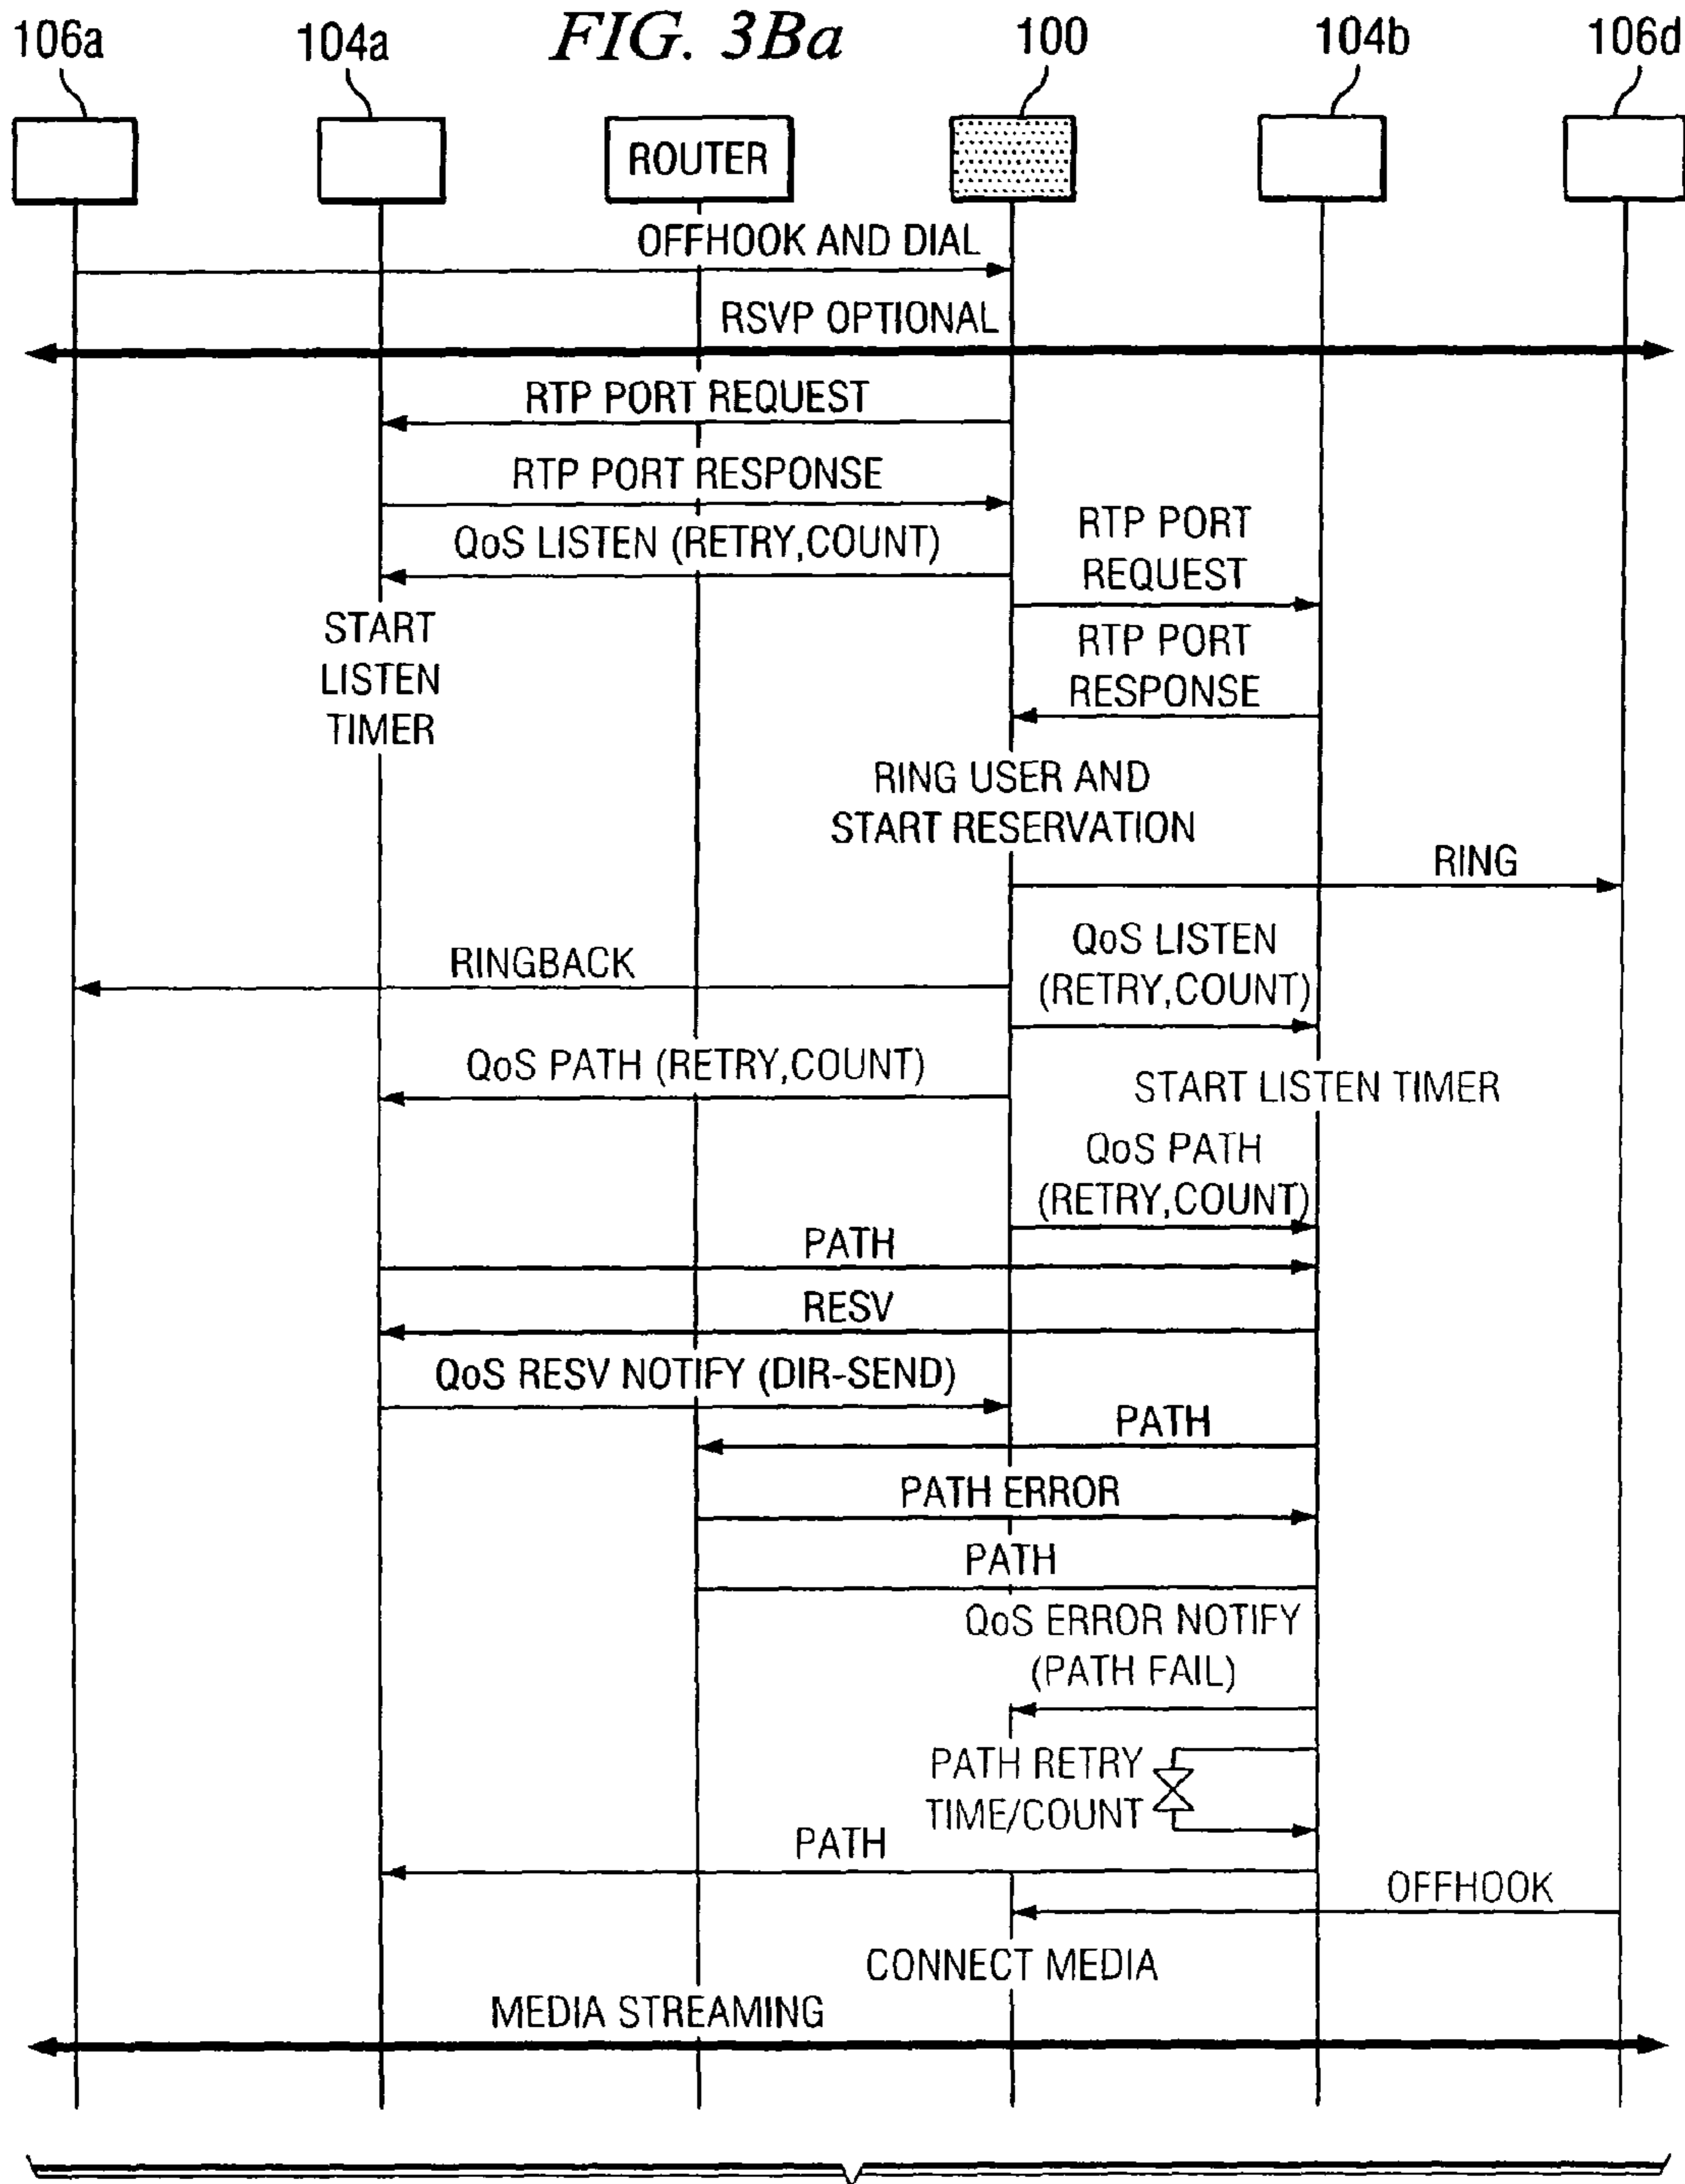 FIG. 3Ba
106a 104a 100 104b 106d
ROUTER
OFFHOOK AND DIAL
RSVP OPTIONAL
RTP PORT REQUEST
RTP PORT RESPONSE
QoS LISTEN (RETRY,COUNT)
RTP PORT
REQUEST
START
LISTEN
TIMER
RTP PORT
RESPONSE
RING USER AND
START RESERVATION
RING
QoS LISTEN
(RETRY,COUNT)
RINGBACK
QoS PATH (RETRY,COUNT)
START LISTEN TIMER
QoS PATH
(RETRY,COUNT)
PATH
RESV
QoS RESV NOTIFY (DIR-SEND)
PATH
PATH ERROR
PATH
QoS ERROR NOTIFY
(PATH FAIL)
PATH RETRY
TIME/COUNT
PATH
OFFHOOK
CONNECT MEDIA
MEDIA STREAMING